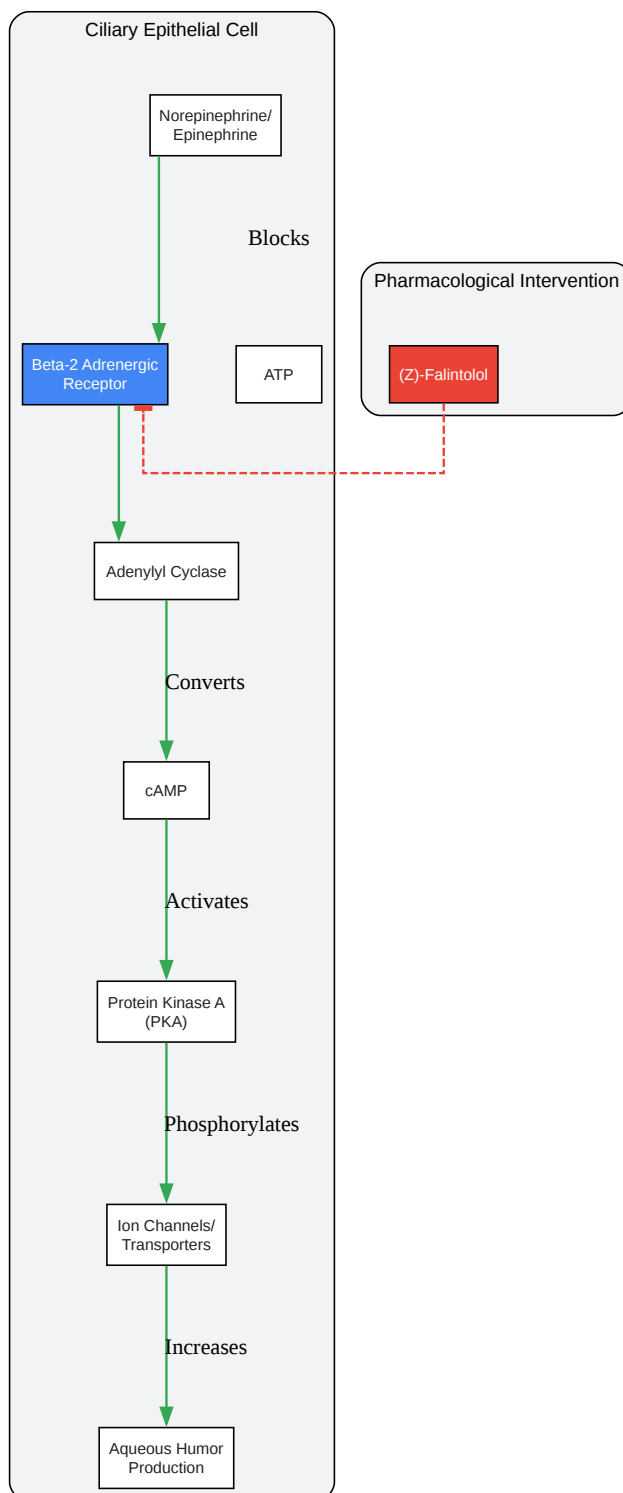 Ciliary Epithelial Cell
Norepinephrine/
Epinephrine
Blocks
Pharmacological Intervention
Beta-2 Adrenergic
Receptor
ATP
(Z)-Falintolol
Adenylyl Cyclase
Converts
cAMP
Activates
Protein Kinase A
(PKA)
Phosphorylates
Ion Channels/
Transporters
Increases
Aqueous Humor
Production